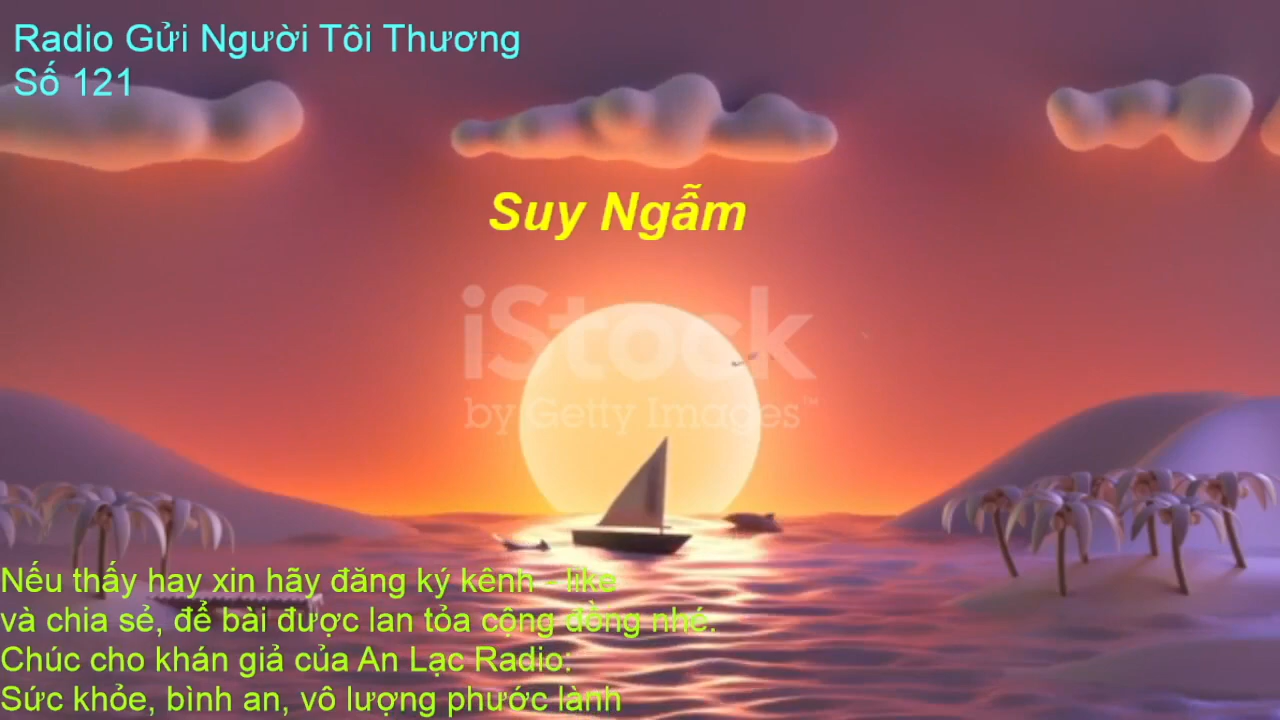 Radio Gửi Người Tôi Thương
Số 121
Suy Ngẫm
iStock
by Getty Images™
Nếu thấy hay xin hãy đăng ký kênh - like
và chia sẻ, để bài được lan tỏa cộng đồng nhé.
Chúc cho khán giả của An Lạc Radio:
Sức khỏe, bình an, vô lượng phước lành